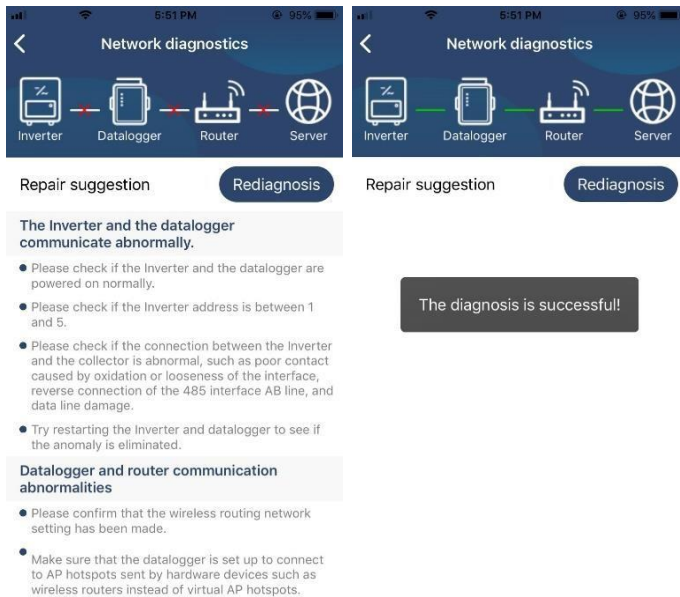 5:51 PM
95%
Network diagnostics
Inverter Datalogger Router Server
Repair suggestion Rediagnosis
The Inverter and the datalogger
communicate abnormally.
Please check if the Inverter and the datalogger are
powered on normally.
Please check if the Inverter address is between 1
and 5.
Please check if the connection between the Inverter
and the collector is abnormal, such as poor contact
caused by oxidation or looseness of the interface,
reverse connection of the 485 interface AB line, and
data line damage.
Try restarting the Inverter and datalogger to see if
the anomaly is eliminated.
Datalogger and router communication
abnormalities
Please confirm that the wireless routing network
setting has been made.
Make sure that the datalogger is set up to connect
to AP hotspots sent by hardware devices such as
wireless routers instead of virtual AP hotspots.
5:51 PM
95%
Network diagnostics
Inverter Datalogger Router Server
Repair suggestion Rediagnosis
The diagnosis is successful!